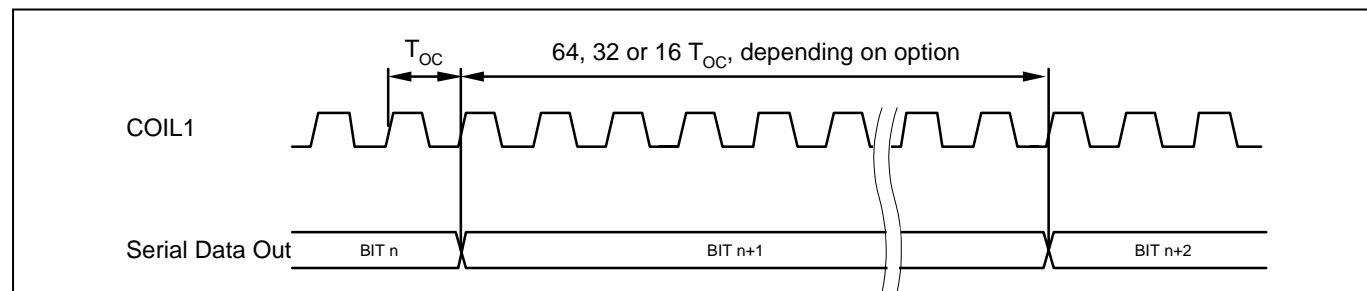 T_OC 64, 32 or 16 T_OC, depending on option
COIL1
Serial Data Out BIT n BIT n+1 BIT n+2